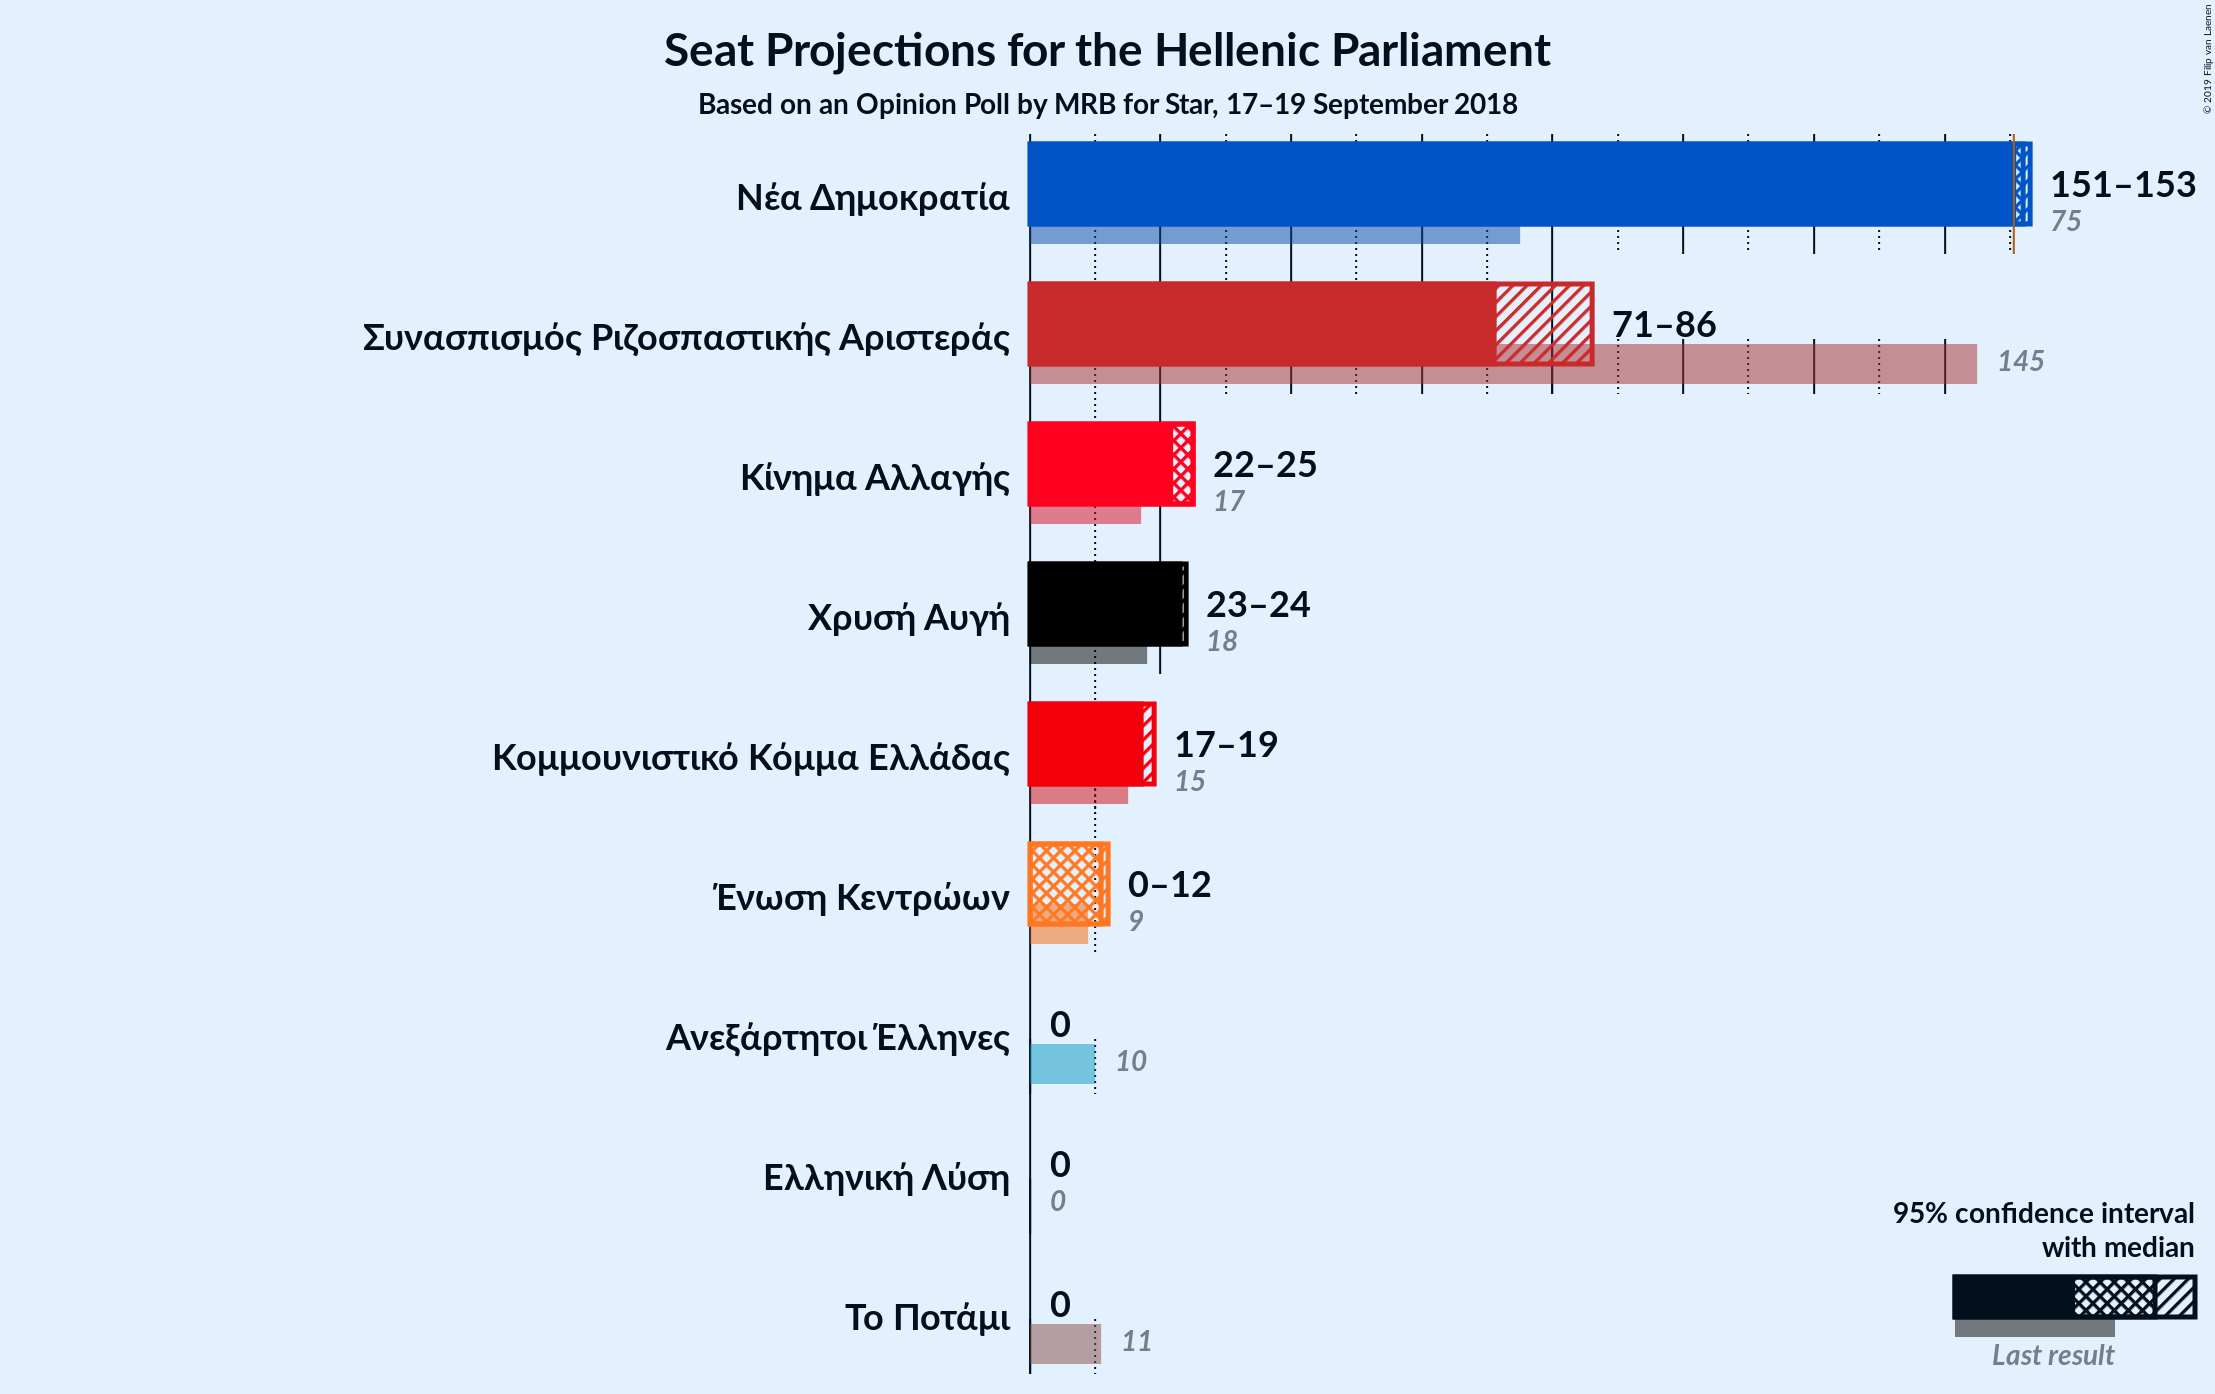 Seat Projections for the Hellenic Parliament
Based on an Opinion Poll by MRB for Star, 17–19 September 2018
© 2019 Filip van Laenen
Νέα Δημοκρατία
151–153
75
Συνασπισμός Ριζοσπαστικής Αριστεράς
71–86
145
Κίνημα Αλλαγής
22–25
17
Χρυσή Αυγή
23–24
18
Κομμουνιστικό Κόμμα Ελλάδας
17–19
15
Ένωση Κεντρώων
0–12
9
Ανεξάρτητοι Έλληνες
0
10
Ελληνική Λύση
0
0
Το Ποτάμι
0
11
95% confidence interval
with median
Last result